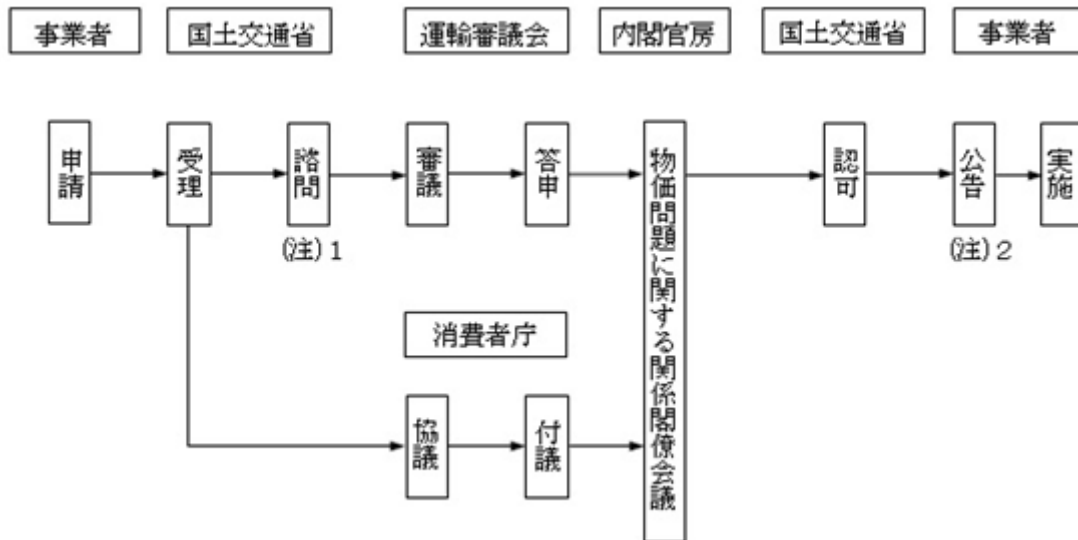 事業者
国土交通省
運輸審議会
内閣官房
国土交通省
事業者
申請
受理
諮問
審議
答申
物価問題に関する関係閣僚会議
認可
公告
実施
(注)1
(注)2
消費者庁
協議
付議